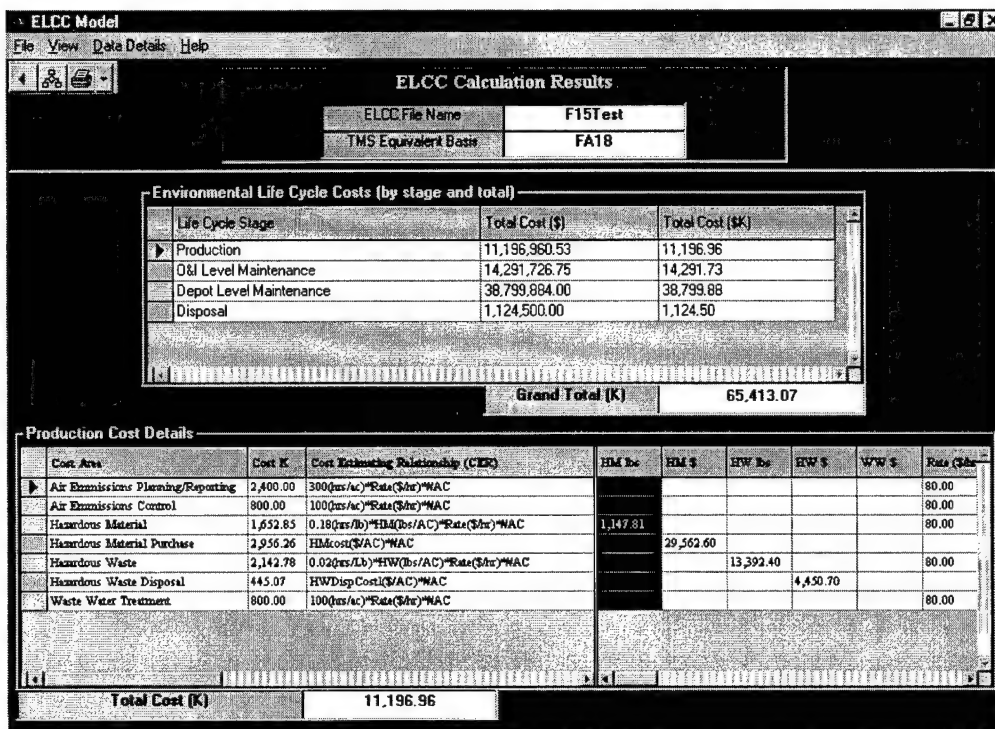 ELCC Model
File View Data Details Help
ELCC Calculation Results
ELCC File Name F15Test
TMS Equivalent Basis FA18
Environmental Life Cycle Costs (by stage and total)
Life Cycle Stage Total Cost ($) Total Cost ($K)
Production 11,196,960.53 11,196.96
O&I Level Maintenance 14,291,726.75 14,291.73
Depot Level Maintenance 38,799,884.00 38,799.88
Disposal 1,124,500.00 1,124.50
Grand Total (K) 65,413.07
Production Cost Details
Cost Area Cost K Cost Estimating Relationship (CER) HM lbs HM $ HW lbs HW $ WW $ Rate ($/hr
Air Emmissions Planning/Reporting 2,400.00 300(hrs/ac)*Rate($/hr)*#AC 80.00
Air Emmissions Control 800.00 100(hrs/ac)*Rate($/hr)*#AC 80.00
Hazardous Material 1,652.85 0.18(hrs/lb)*HM(lbs/AC)*Rate($/hr)*#AC 1,147.81 80.00
Hazardous Material Purchase 2,956.26 HMcost($/AC)*#AC 29,562.60
Hazardous Waste 2,142.78 0.02(hrs/Lb)*HW(lbs/AC)*Rate($/hr)*#AC 13,392.40 80.00
Hazardous Waste Disposal 445.07 HWDispCostl($/AC)*#AC 4,450.70
Waste Water Treatment 800.00 100(hrs/ac)*Rate($/hr)*#AC 80.00
Total Cost (K) 11,196.96